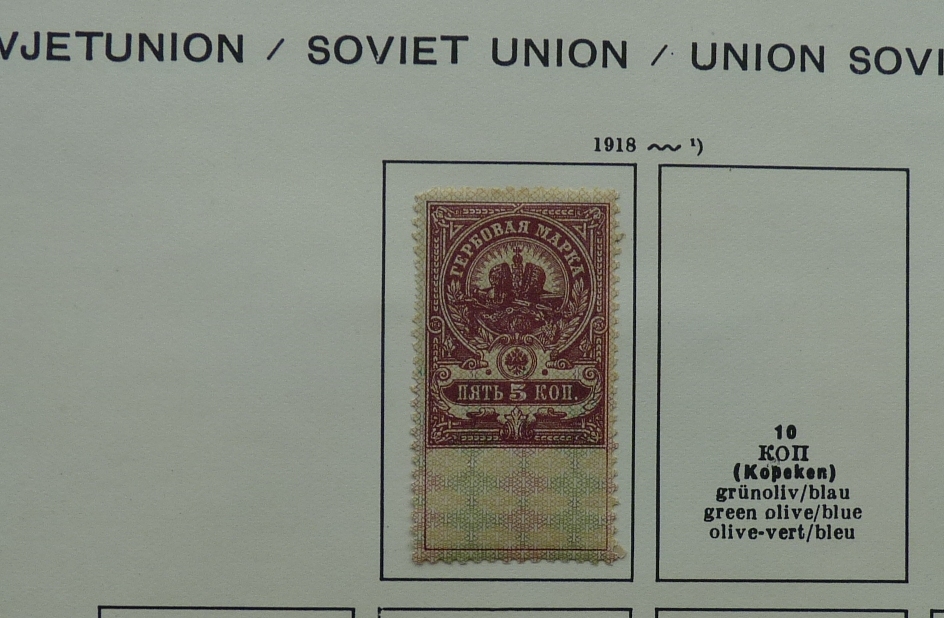 VJETUNION / SOVIET UNION / UNION SOVI
1918 ¹)
ГЕРБОВАЯ МАРКА
ПЯТЬ 5 КОП.
10
КОП
(Kopeken)
grünoliv/blau
green olive/blue
olive-vert/bleu